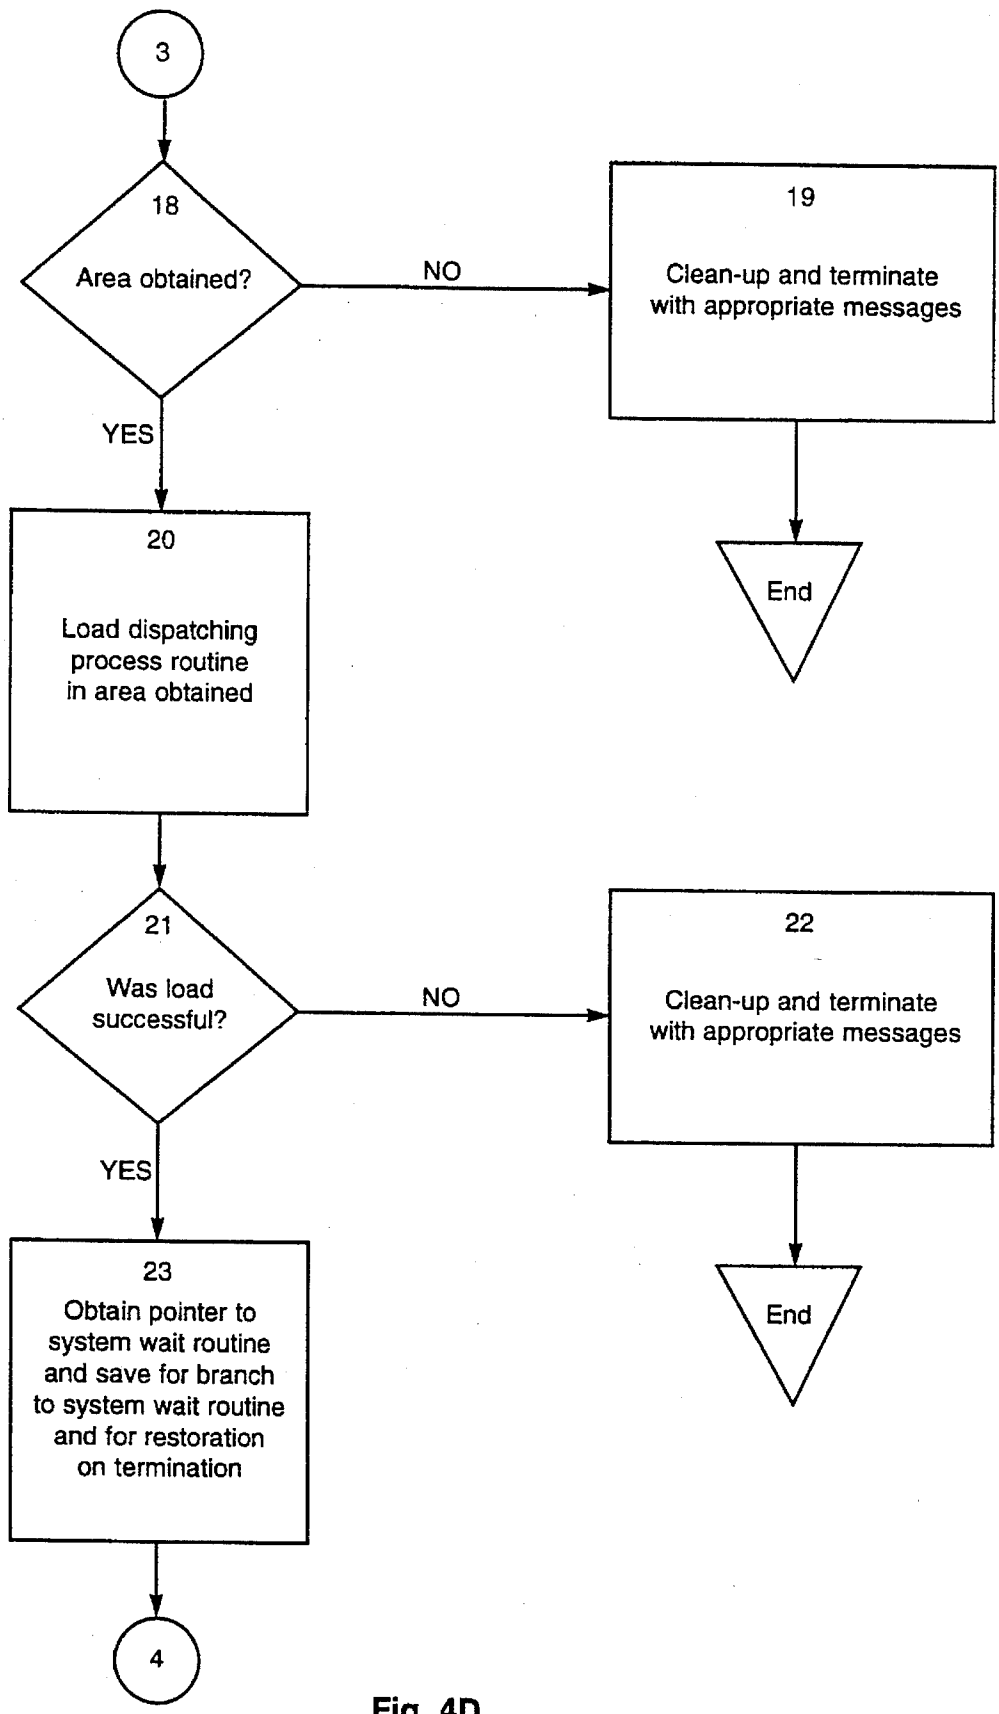 3
18
Area obtained?
NO
19
Clean-up and terminate
with appropriate messages
YES
End
20
Load dispatching
process routine
in area obtained
21
Was load
successful?
NO
22
Clean-up and terminate
with appropriate messages
YES
End
23
Obtain pointer to
system wait routine
and save for branch
to system wait routine
and for restoration
on termination
4
Fig. 4D